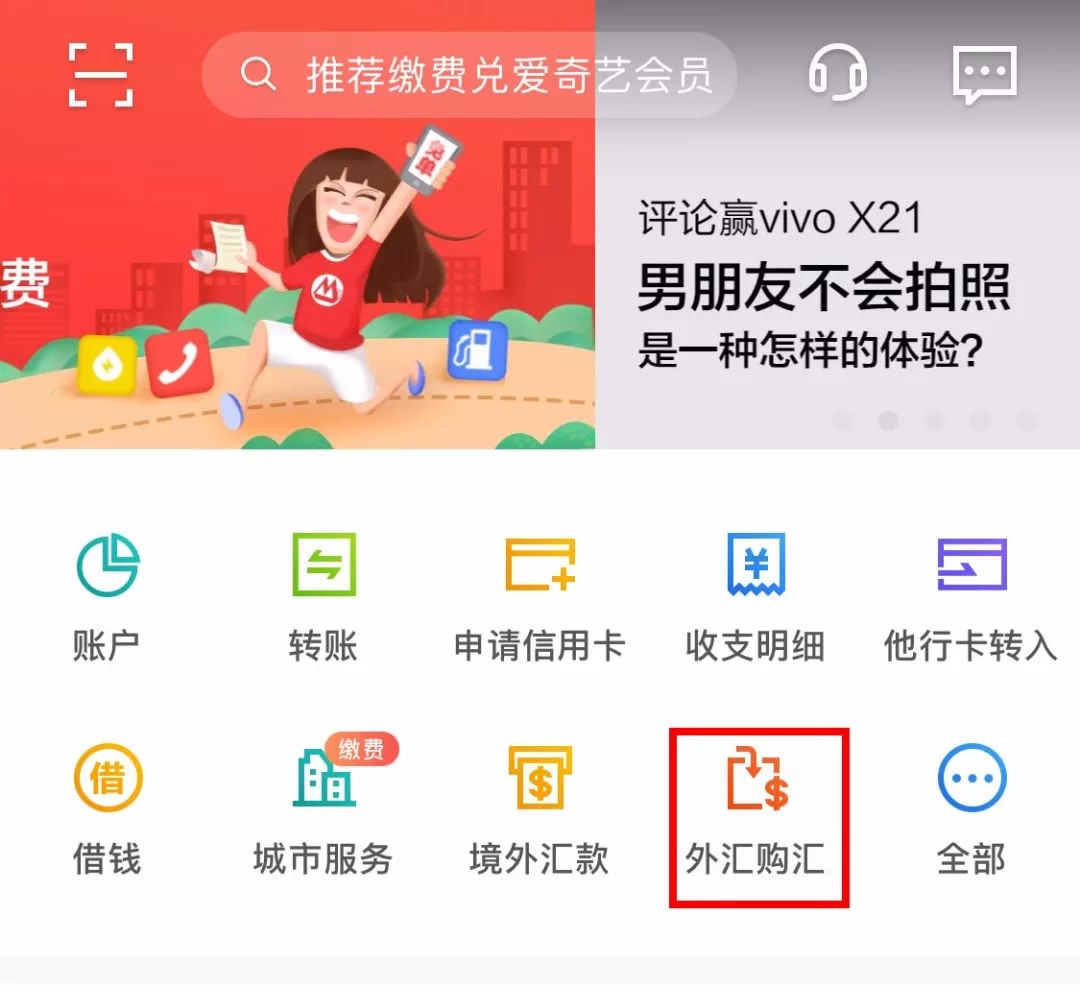 推荐缴费兑爱奇艺会员
免单
费
评论赢vivo X21
男朋友不会拍照
是一种怎样的体验?
账户
转账
申请信用卡
收支明细
他行卡转入
借
缴费
借钱
城市服务
境外汇款
外汇购汇
全部